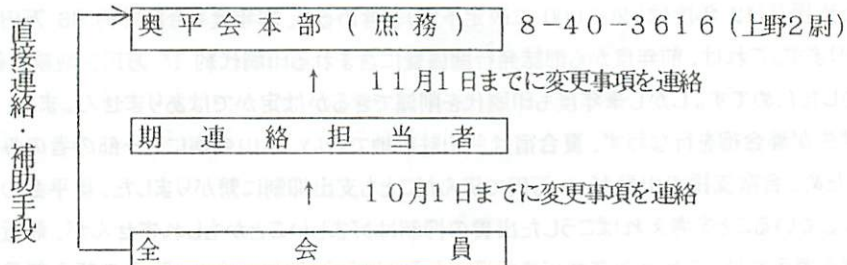 奥平会本部(庶務) 8-40-3616(上野2尉)
↑ 11月1日までに変更事項を連絡
期連絡担当者
↑ 10月1日までに変更事項を連絡
全会員
直接連絡・補助手段